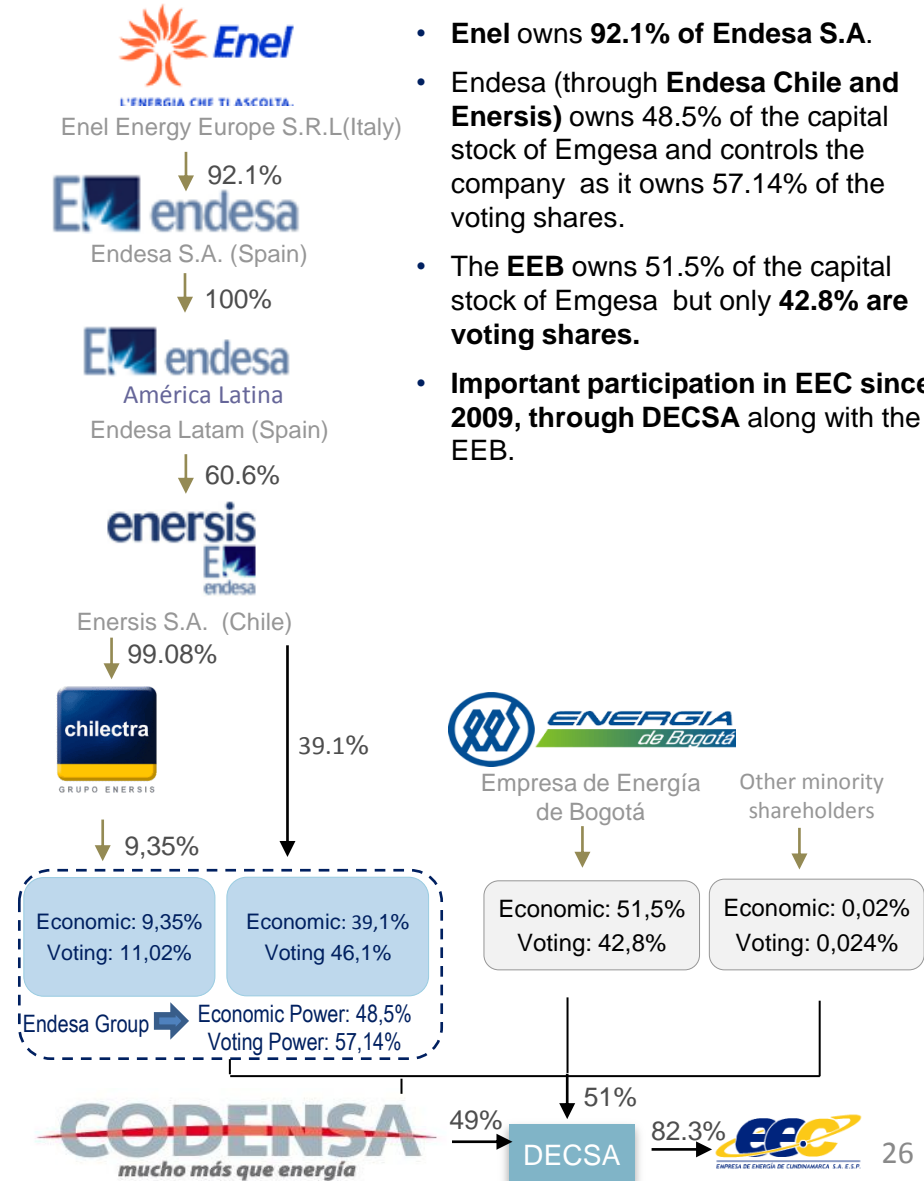 Enel
L'ENERGIA CHE TI ASCOLTA.
Enel Energy Europe S.R.L(Italy)
92.1%
endesa
Endesa S.A. (Spain)
100%
endesa
América Latina
Endesa Latam (Spain)
60.6%
enersis
endesa
Enersis S.A. (Chile)
99.08%
chilectra
GRUPO ENERSIS
39.1%
9,35%
• Enel owns 92.1% of Endesa S.A.
• Endesa (through Endesa Chile and
Enersis) owns 48.5% of the capital
stock of Emgesa and controls the
company as it owns 57.14% of the
voting shares.
• The EEB owns 51.5% of the capital
stock of Emgesa but only 42.8% are
voting shares.
• Important participation in EEC since
2009, through DECSA along with the
EEB.
ENERGIA
de Bogotá
Empresa de Energía
de Bogotá
Other minority
shareholders
Economic: 9,35%
Voting: 11,02%
Economic: 39,1%
Voting 46,1%
Endesa Group
Economic Power: 48,5%
Voting Power: 57,14%
Economic: 51,5%
Voting: 42,8%
Economic: 0,02%
Voting: 0,024%
CODENSA
mucho más que energía
49%
51%
DECSA
82.3%
eec
EMPRESA DE ENERGÍA DE CUNDINAMARCA S.A. E.S.P.
26